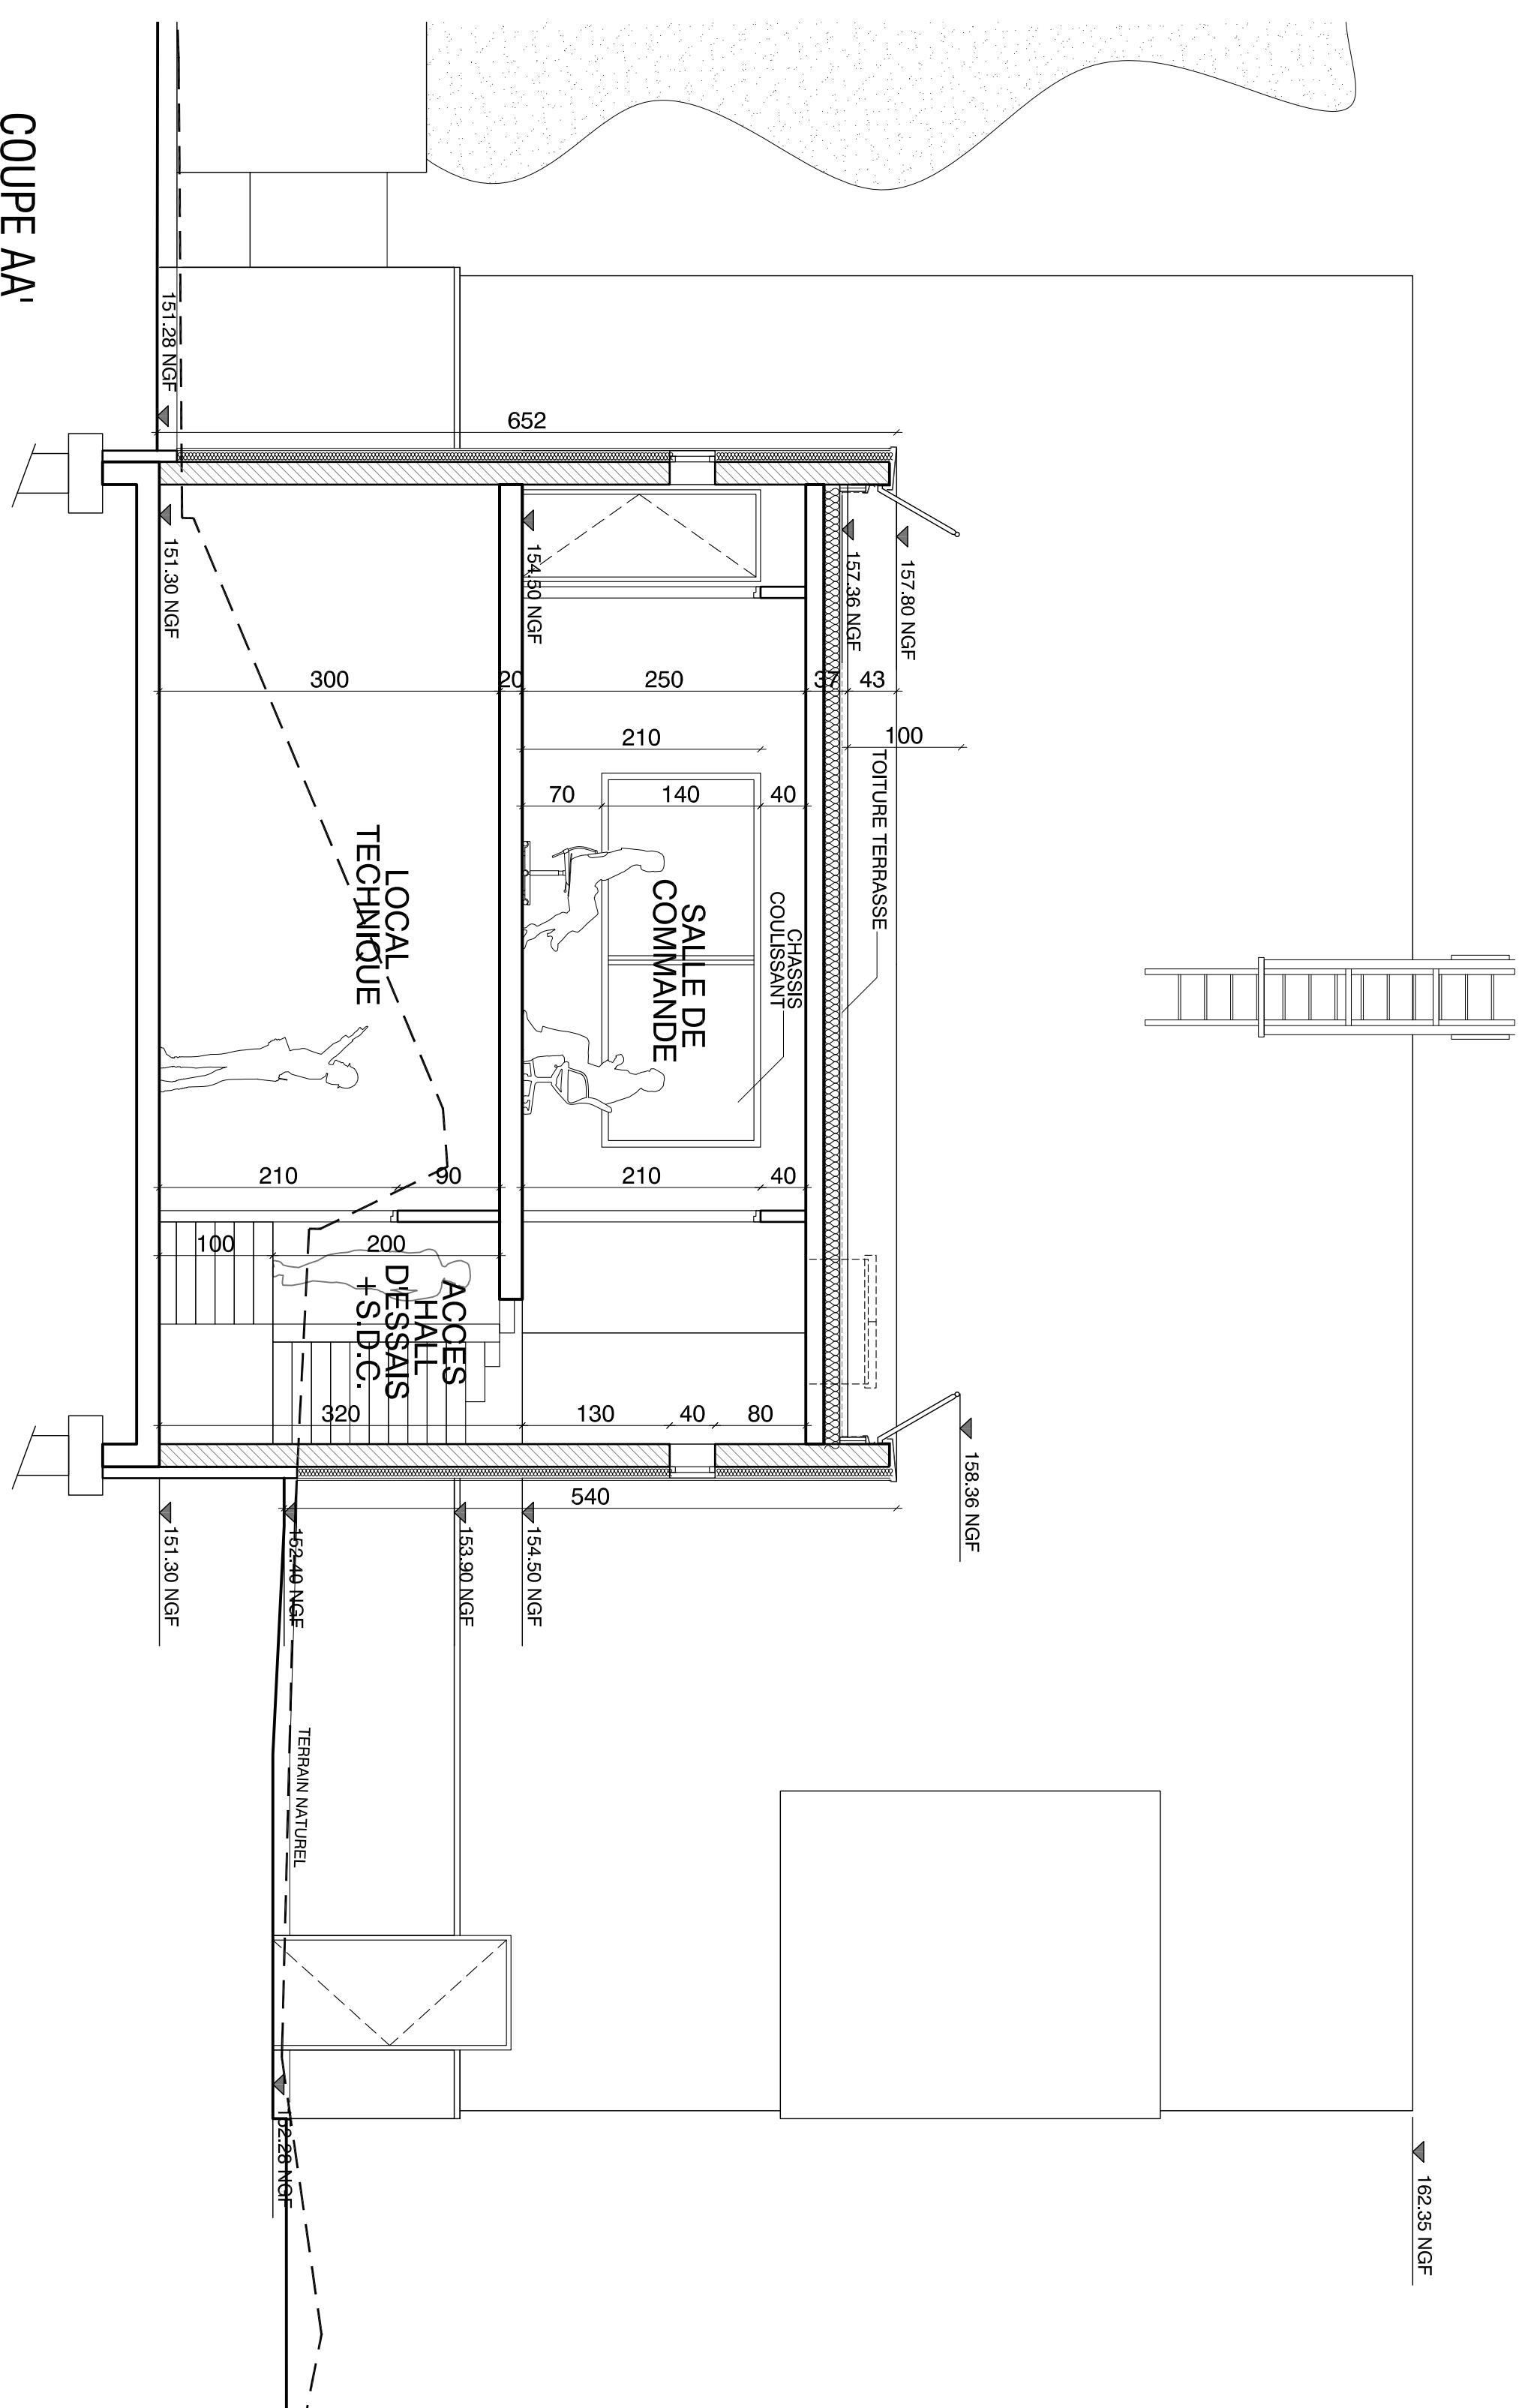 162.35 NGF
158.36 NGF
157.80 NGF
157.36 NGF
43
100
37
TOITURE TERRASSE
652
250
210
40
140
70
CHASSIS
COULISSANT
SALLE DE
COMMANDE
210
40
80
40
130
540
154.50 NGF
20
154.50 NGF
153.90 NGF
300
LOCAL
TECHNIQUE
210
90
100
200
ACCES
HALL
D'ESSAIS
+S.D.C.
320
152.40 NGF
TERRAIN NATUREL
152.28 NGF
151.28 NGF
151.30 NGF
151.30 NGF
COUPE AA'